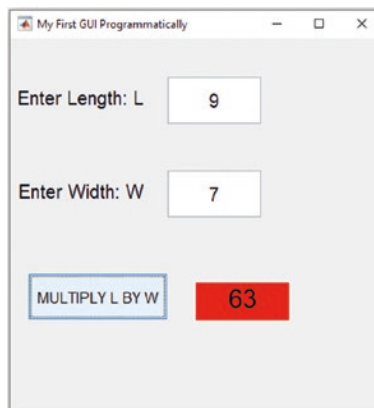 My First GUI Programmatically
Enter Length: L 9
Enter Width: W 7
MULTIPLY L BY W 63